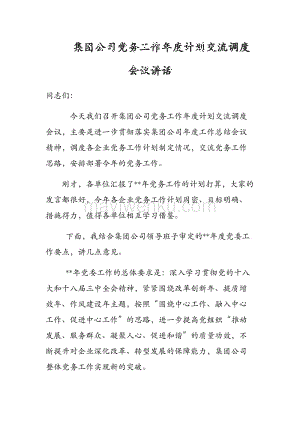 集团公司党务工作年度计划交流调度
会议讲话
同志们：
今天我们召开集团公司党务工作年度计划交流调度
会议，主要是进一步贯彻落实集团公司年度工作总结会议
精神，调度各企业党务工作计划制定情况，交流党务工作
思路，安排部署今年的党务工作。
刚才，各单位汇报了**年党务工作的计划打算，大家的
发言都很好，今年各企业党务工作计划周密、目标明确、
措施得力，值得各单位相互学习借鉴。
下面，我结合集团公司领导班子审定的**年度党委工
作要点，讲几点意见。
**年党委工作的总体要求是：深入学习贯彻党的十八
大和十八届三中全会精神，紧紧围绕改革创新年、提质增
效年、作风建设年主题，按照“围绕中心工作、融入中心
工作、促进中心工作”的思路，进一步提高党组织“推动
发展、服务群众、凝聚人心、促进和谐”的质量功效，不
断提升对企业深化改革、转型发展的保障能力，集团公司
整体党务工作实现新的突破。